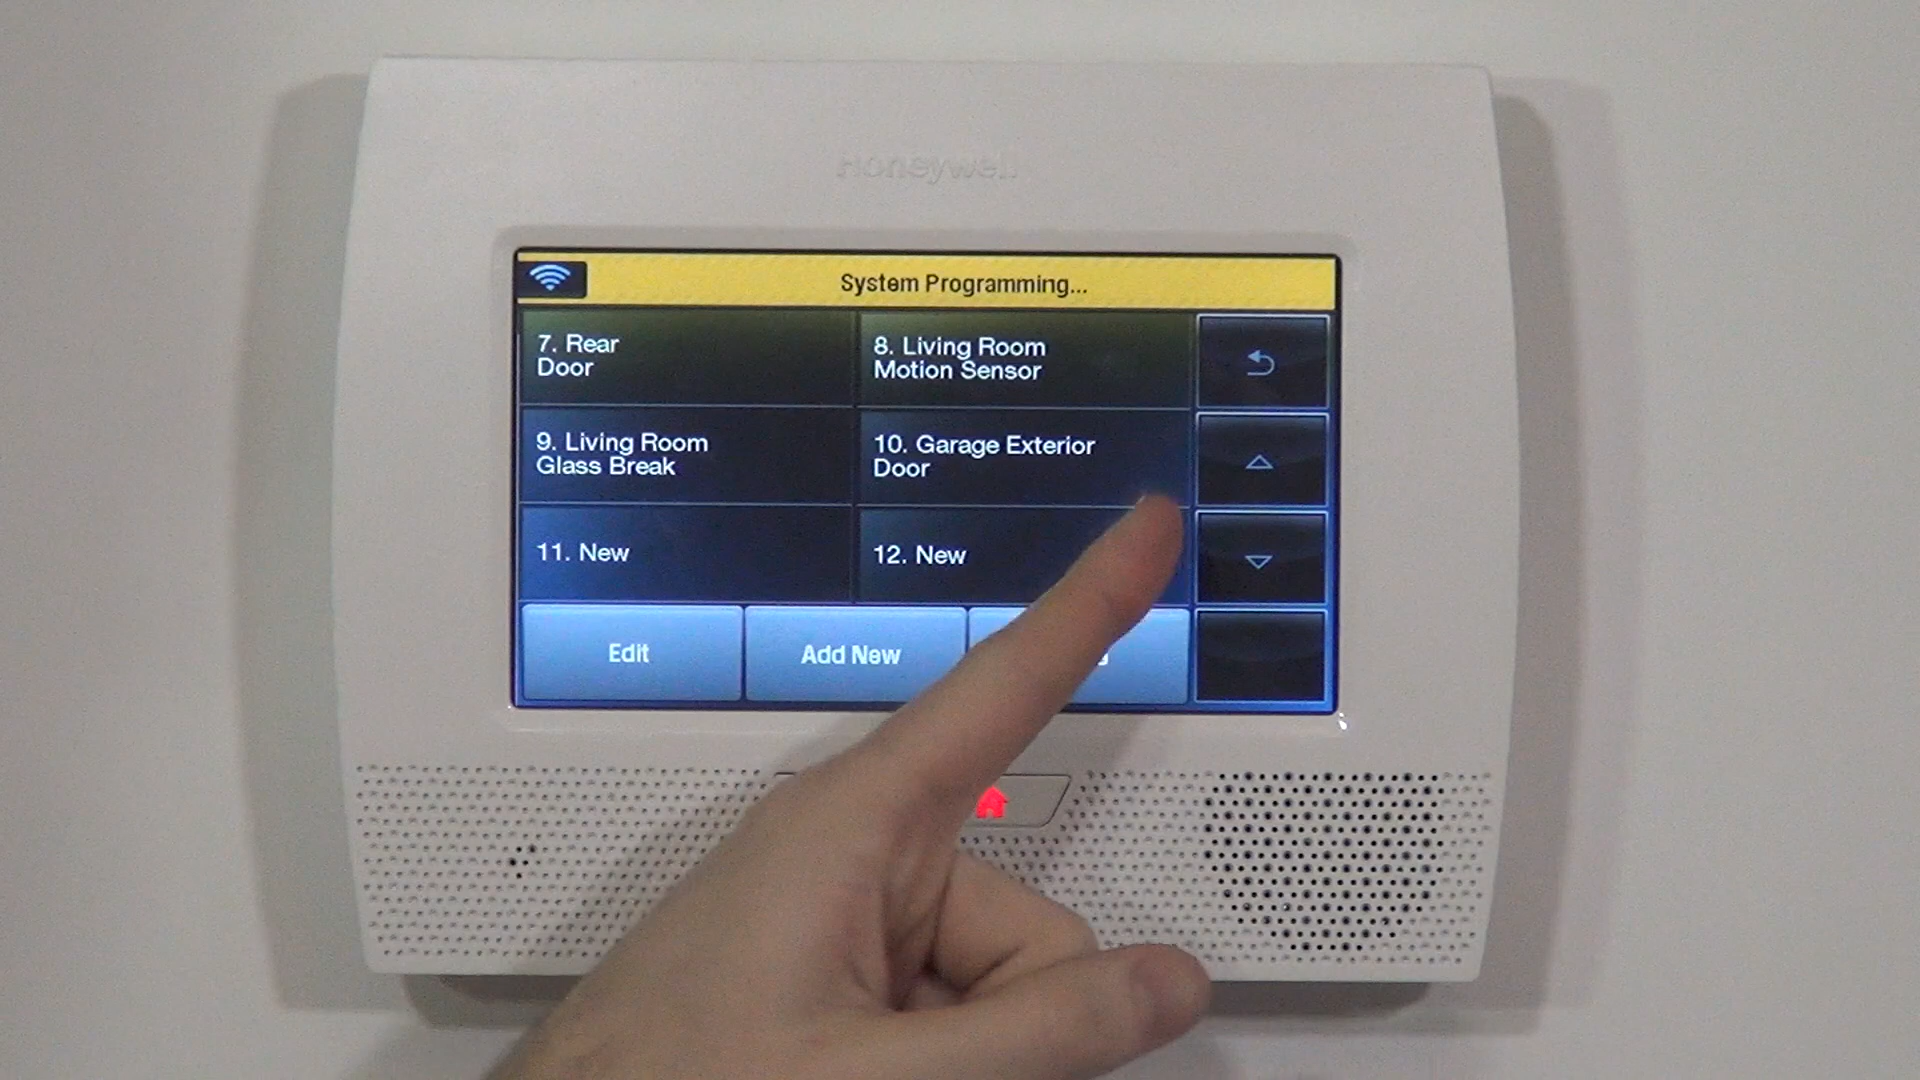 Honeywell
System Programming...
7. Rear
Door
8. Living Room
Motion Sensor
9. Living Room
Glass Break
10. Garage Exterior
Door
11. New
12. New
Edit
Add New